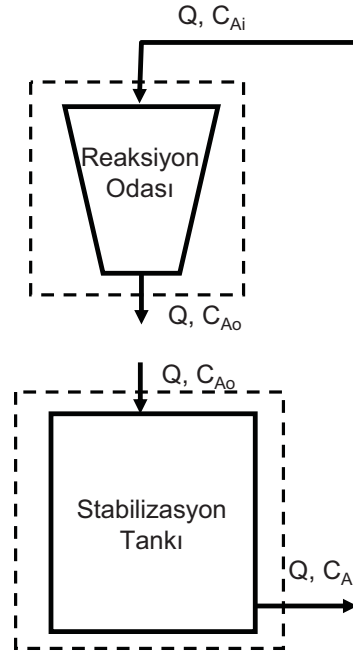 Q, C_Ai
Reaksiyon
Odası
Q, C_Ao
Q, C_Ao
Stabilizasyon
Tankı
Q, C_A